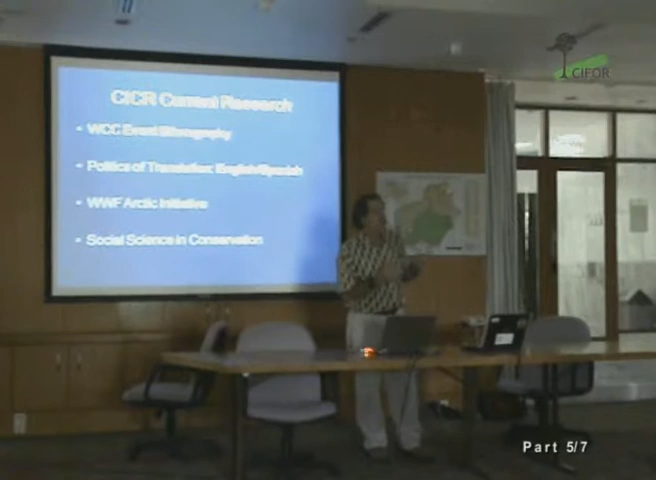 CIFOR
CICR Current Research
• WCC Event Ethnography
• Politics of Translation: English-Spanish
• WWF Arctic Initiative
• Social Science in Conservation
Part 5/7